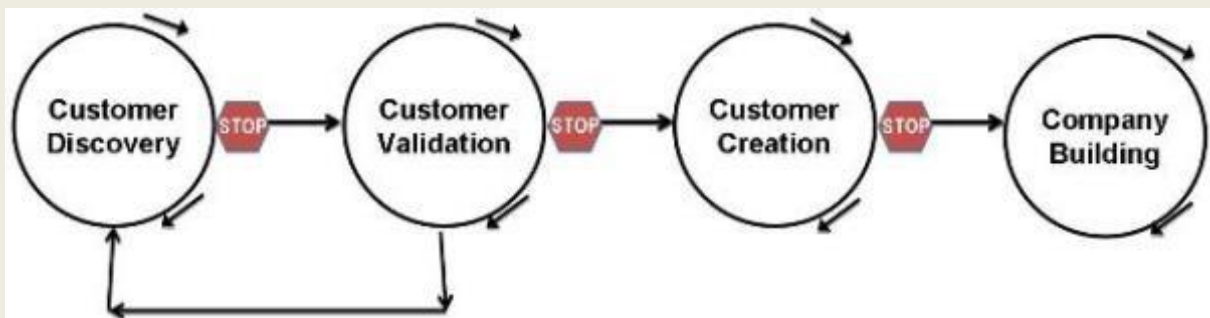 Customer
Discovery
STOP
Customer
Validation
STOP
Customer
Creation
STOP
Company
Building